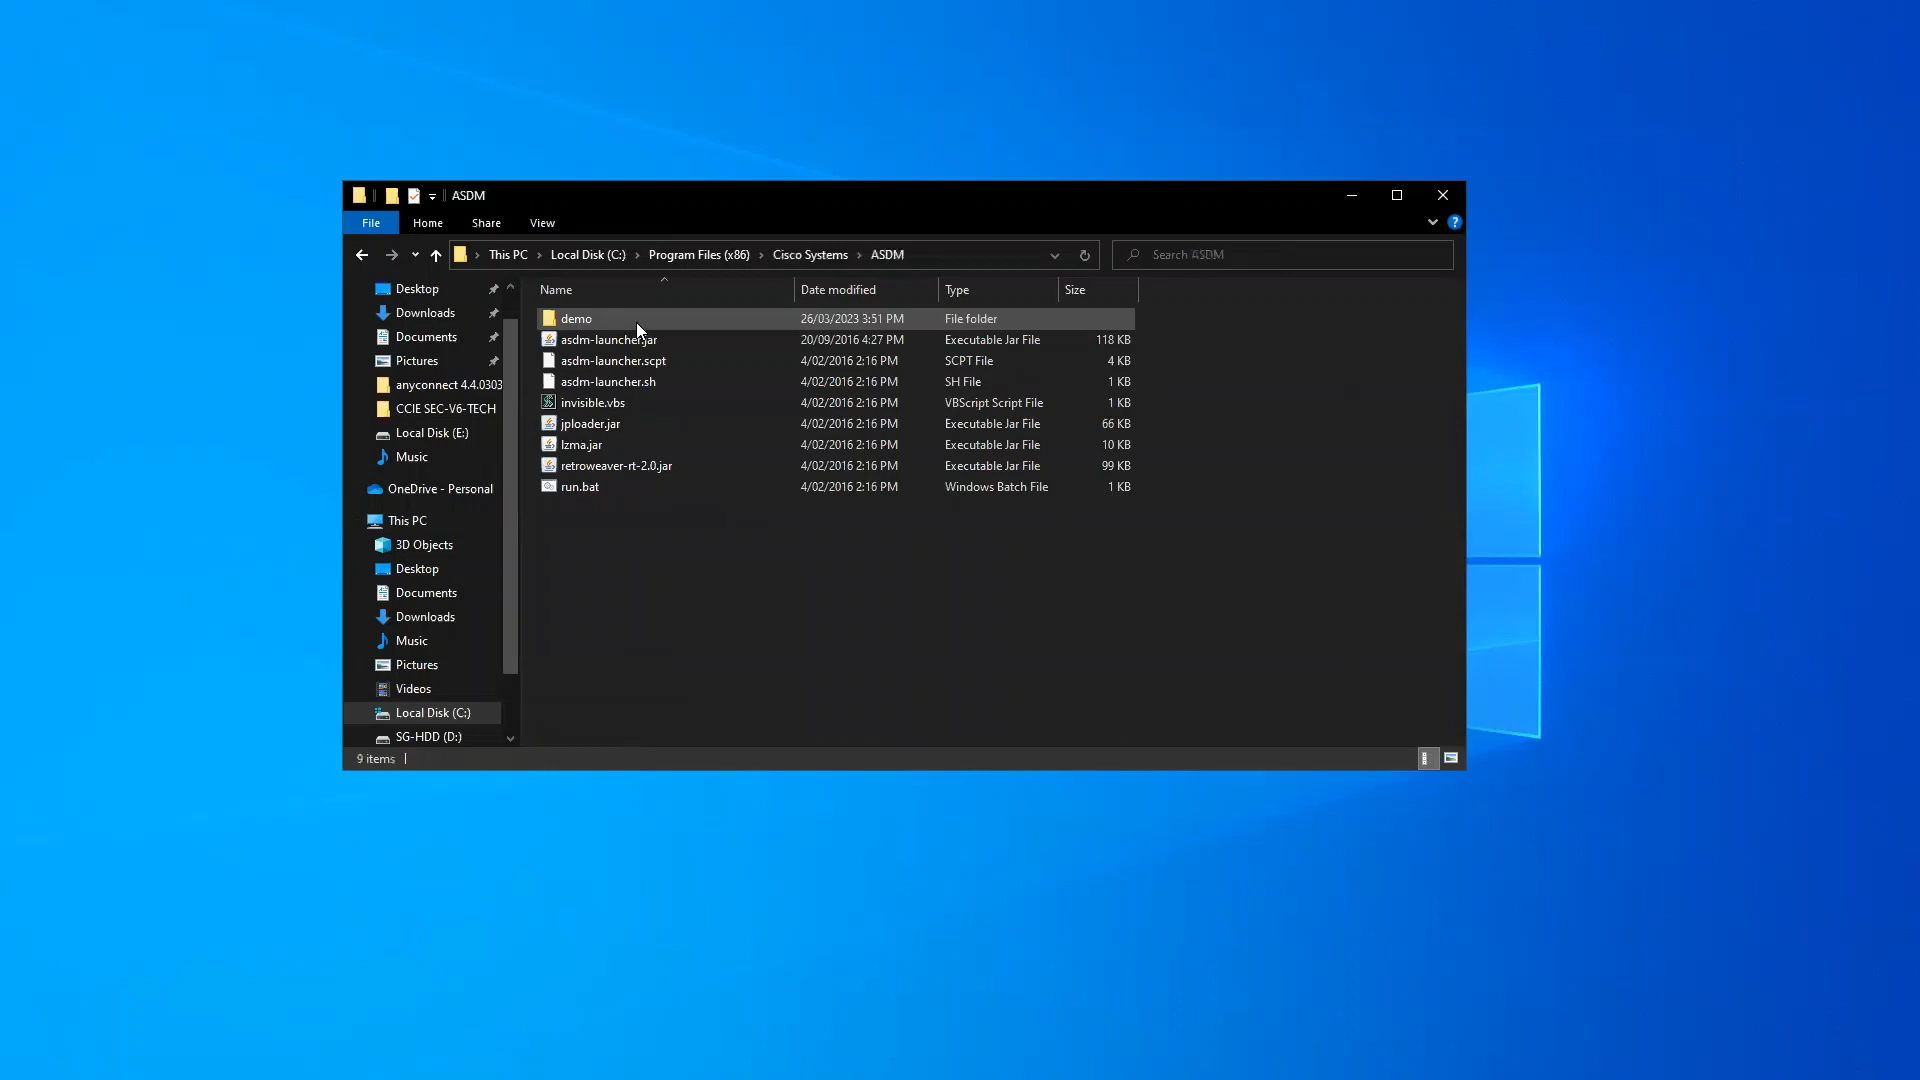 ASDM
File Home Share View
This PC Local Disk (C:) Program Files (x86) Cisco Systems ASDM Search ASDM
Name Date modified Type Size
demo 26/03/2023 3:51 PM File folder
asdm-launcher.jar 20/09/2016 4:27 PM Executable Jar File 118 KB
asdm-launcher.scpt 4/02/2016 2:16 PM SCPT File 4 KB
asdm-launcher.sh 4/02/2016 2:16 PM SH File 1 KB
invisible.vbs 4/02/2016 2:16 PM VBScript Script File 1 KB
jploader.jar 4/02/2016 2:16 PM Executable Jar File 66 KB
lzma.jar 4/02/2016 2:16 PM Executable Jar File 10 KB
retroweaver-rt-2.0.jar 4/02/2016 2:16 PM Executable Jar File 99 KB
run.bat 4/02/2016 2:16 PM Windows Batch File 1 KB
Desktop
Downloads
Documents
Pictures
anyconnect 4.4.0303
CCIE SEC-V6-TECH
Local Disk (E:)
Music
OneDrive - Personal
This PC
3D Objects
Desktop
Documents
Downloads
Music
Pictures
Videos
Local Disk (C:)
SG-HDD (D:)
9 items